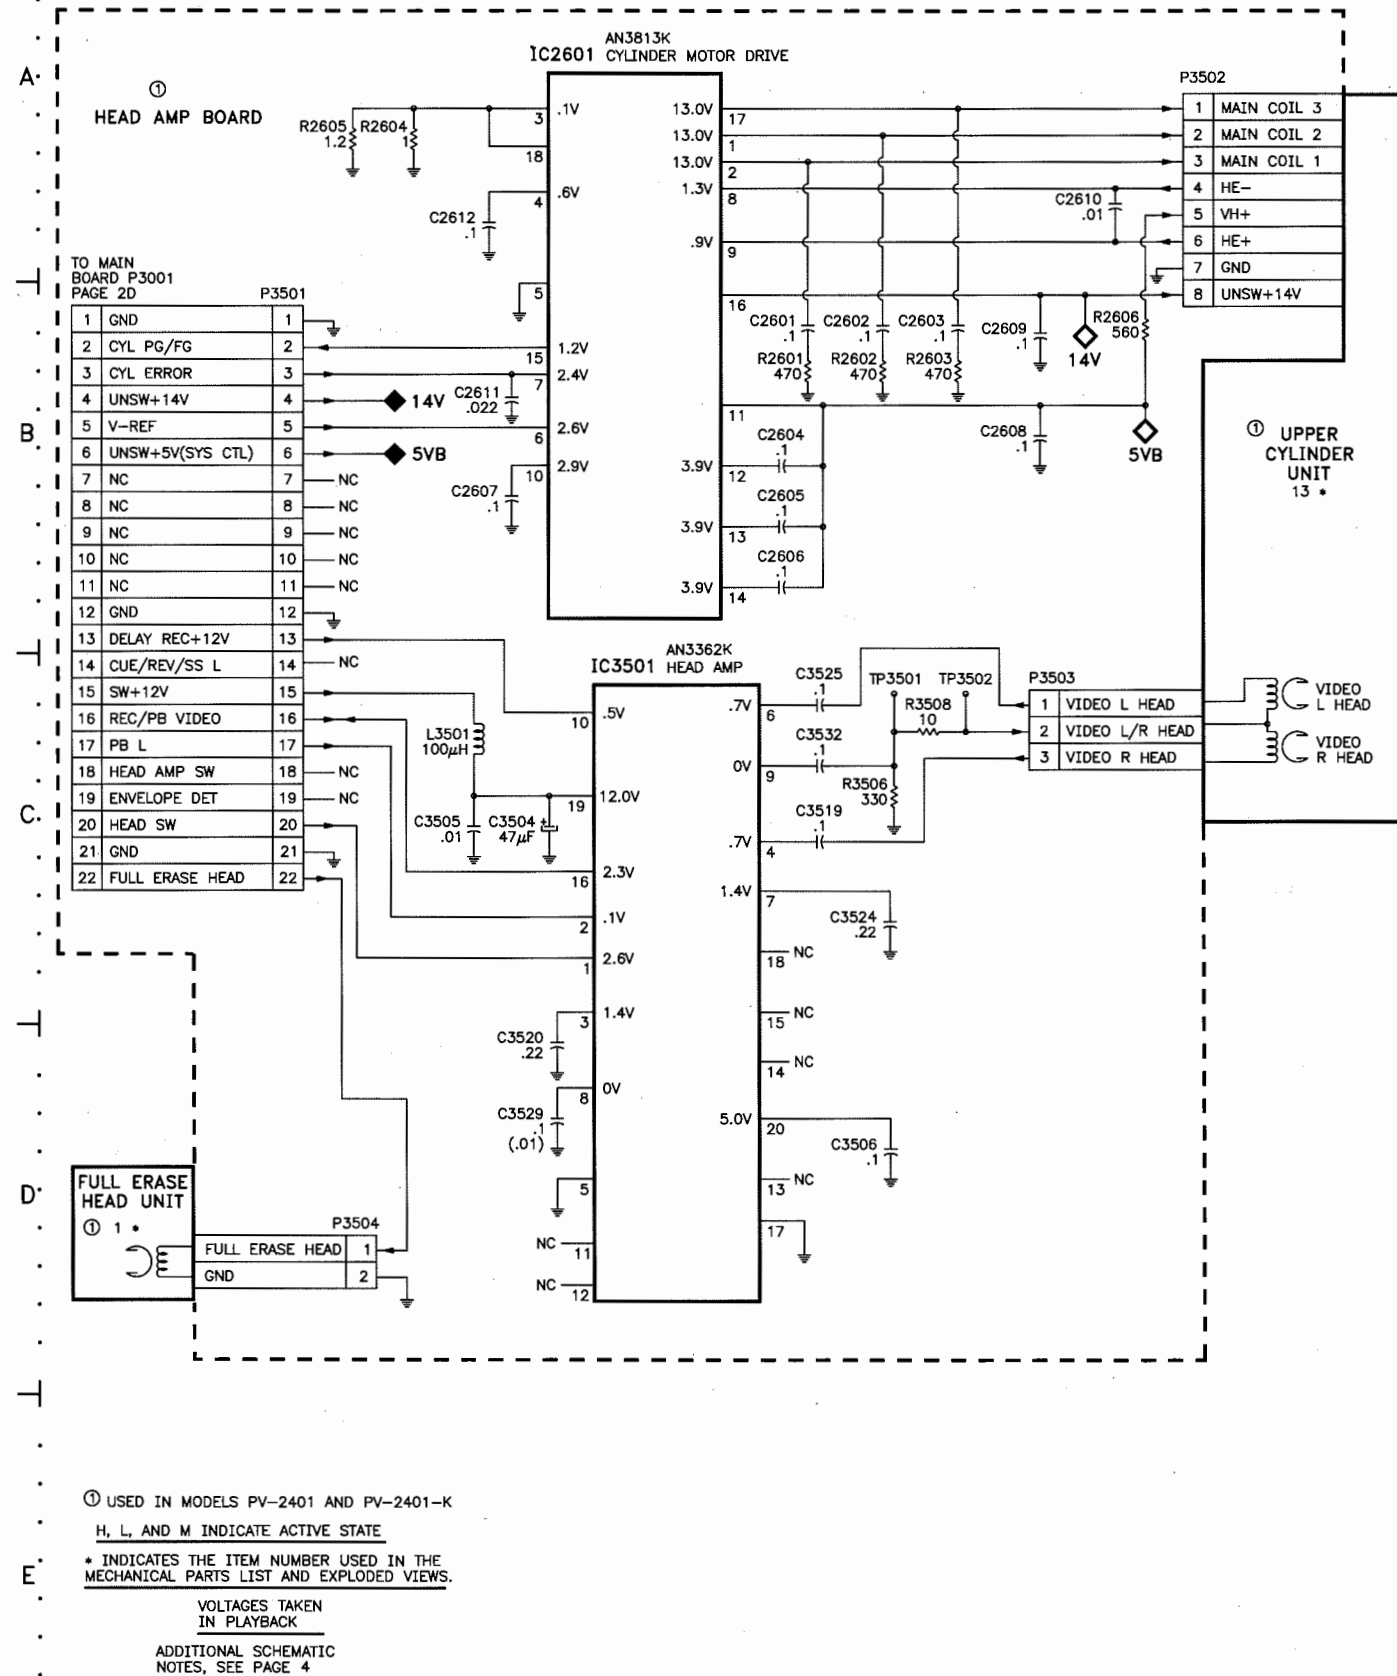 AN3813K
IC2601 CYLINDER MOTOR DRIVE
A
①
HEAD AMP BOARD
R2605
1.2
R2604
1
3
.1V
18
4
.6V
C2612
.1
5
13.0V
17
13.0V
1
13.0V
2
1.3V
8
.9V
9
16
P3502
1 MAIN COIL 3
2 MAIN COIL 2
3 MAIN COIL 1
4 HE-
5 VH+
6 HE+
7 GND
8 UNSW+14V
C2610
.01
TO MAIN
BOARD P3001
PAGE 2D
P3501
1 GND 1
2 CYL PG/FG 2
3 CYL ERROR 3
4 UNSW+14V 4
5 V-REF 5
6 UNSW+5V(SYS CTL) 6
7 NC 7 NC
8 NC 8 NC
9 NC 9 NC
10 NC 10 NC
11 NC 11 NC
12 GND 12
13 DELAY REC+12V 13
14 CUE/REV/SS L 14 NC
15 SW+12V 15
16 REC/PB VIDEO 16
17 PB L 17
18 HEAD AMP SW 18 NC
19 ENVELOPE DET 19 NC
20 HEAD SW 20
21 GND 21
22 FULL ERASE HEAD 22
15
1.2V
7
2.4V
C2611
.022
14V
6
2.6V
5VB
10
2.9V
C2607
.1
C2601
.1
C2602
.1
C2603
.1
C2609
.1
14V
R2606
560
R2601
470
R2602
470
R2603
470
11
C2608
.1
5VB
C2604
.1
3.9V
12
C2605
.1
3.9V
13
C2606
.1
3.9V
14
B
① UPPER
CYLINDER
UNIT
13 *
AN3362K
IC3501 HEAD AMP
C3525
.1
.7V
6
TP3501
TP3502
R3508
10
C3532
.1
0V
9
R3506
330
C3519
.1
.7V
4
P3503
1 VIDEO L HEAD
2 VIDEO L/R HEAD
3 VIDEO R HEAD
VIDEO
L HEAD
VIDEO
R HEAD
10
.5V
L3501
100μH
19
12.0V
C3505
.01
C3504
47μF
+
C
16
2.3V
2
.1V
1
2.6V
3
1.4V
C3520
.22
8
0V
C3529
.1
(.01)
5
NC
11
NC
12
1.4V
7
C3524
.22
18 NC
15 NC
14 NC
5.0V
20
C3506
.1
13 NC
17
D
FULL ERASE
HEAD UNIT
① 1 *
P3504
FULL ERASE HEAD 1
GND 2
① USED IN MODELS PV-2401 AND PV-2401-K
H, L, AND M INDICATE ACTIVE STATE
E
* INDICATES THE ITEM NUMBER USED IN THE
MECHANICAL PARTS LIST AND EXPLODED VIEWS.
VOLTAGES TAKEN
IN PLAYBACK
ADDITIONAL SCHEMATIC
NOTES, SEE PAGE 4